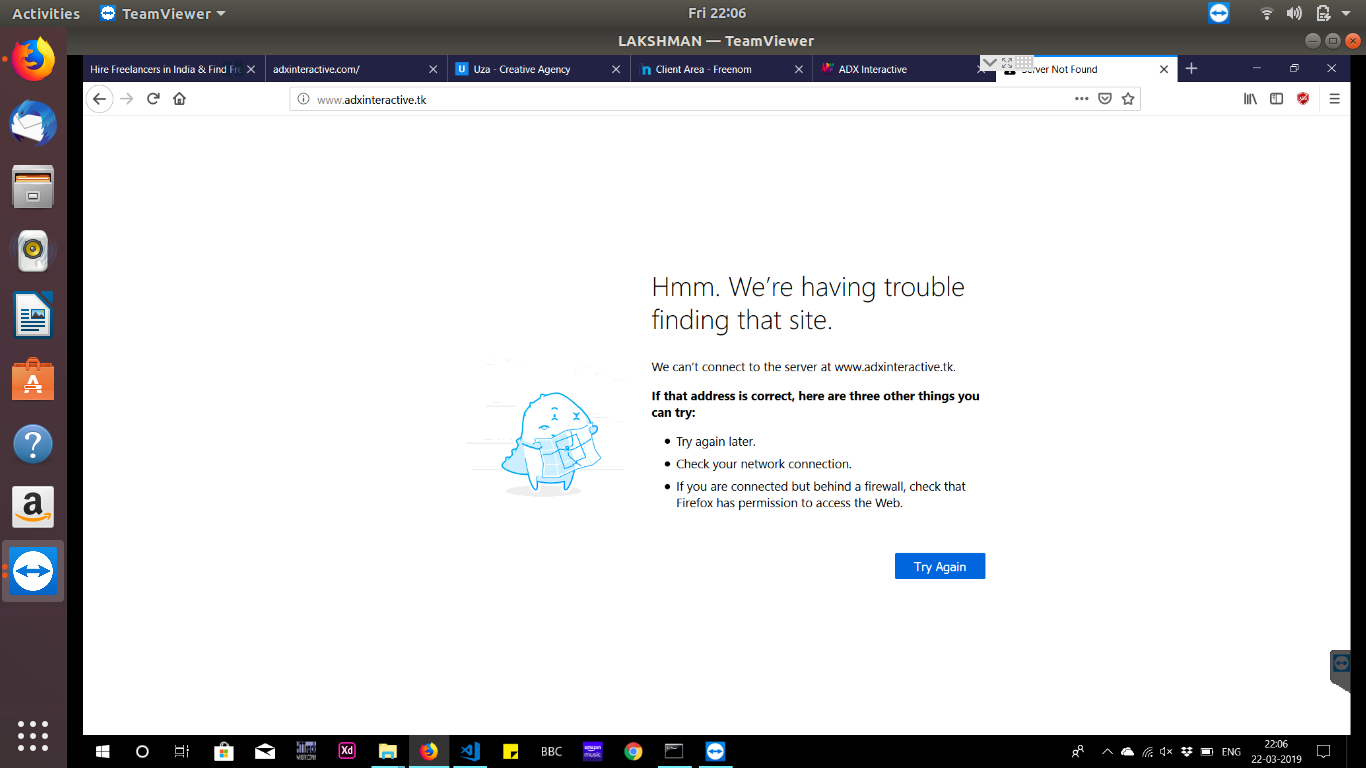 Activities
TeamViewer
Fri 22:06
LAKSHMAN — TeamViewer
Hire Freelancers in India & Find Fre
adxinteractive.com/
Uza - Creative Agency
Client Area - Freenom
ADX Interactive
Server Not Found
www.adxinteractive.tk
Hmm. We're having trouble
finding that site.
We can't connect to the server at www.adxinteractive.tk.
If that address is correct, here are three other things you
can try:
Try again later.
Check your network connection.
If you are connected but behind a firewall, check that
Firefox has permission to access the Web.
Try Again
Xd
BBC
amazon music
ENG
22:06
22-03-2019